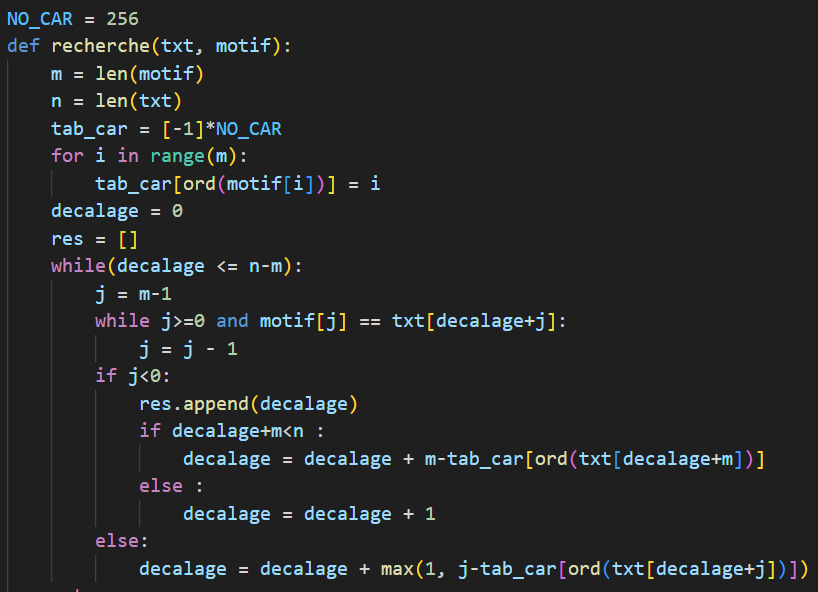 NO_CAR = 256
def recherche(txt, motif):
    m = len(motif)
    n = len(txt)
    tab_car = [-1]*NO_CAR
    for i in range(m):
        tab_car[ord(motif[i])] = i
    decalage = 0
    res = []
    while(decalage <= n-m):
        j = m-1
        while j>=0 and motif[j] == txt[decalage+j]:
            j = j - 1
        if j<0:
            res.append(decalage)
            if decalage+m<n :
                decalage = decalage + m-tab_car[ord(txt[decalage+m])]
            else :
                decalage = decalage + 1
        else:
            decalage = decalage + max(1, j-tab_car[ord(txt[decalage+j])])